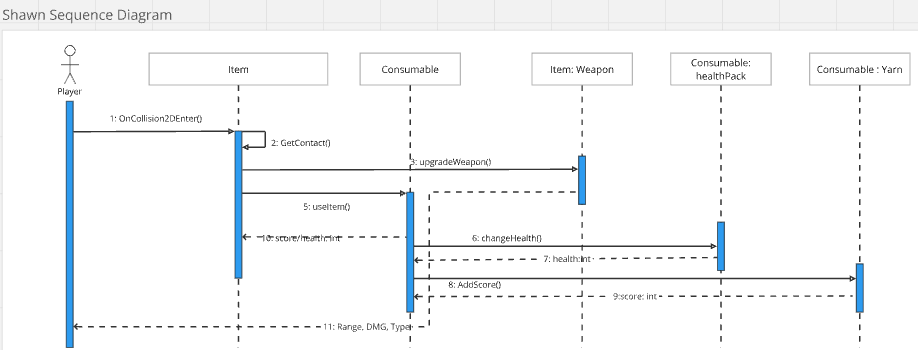 Shawn Sequence Diagram
Player
Item
Consumable
Item: Weapon
Consumable:
healthPack
Consumable : Yarn
1: OnCollision2DEnter()
2: GetContact()
3: upgradeWeapon()
5: useItem()
10: score/health: int
6: changeHealth()
7: health:int
8: AddScore()
9:score: int
11: Range, DMG, Type